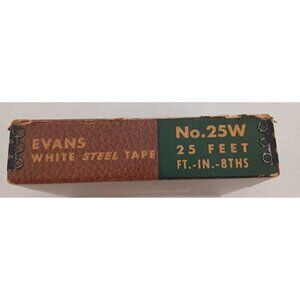 EVANS
WHITE STEEL TAPE
No. 25W
25 FEET
FT.-IN.-8THS